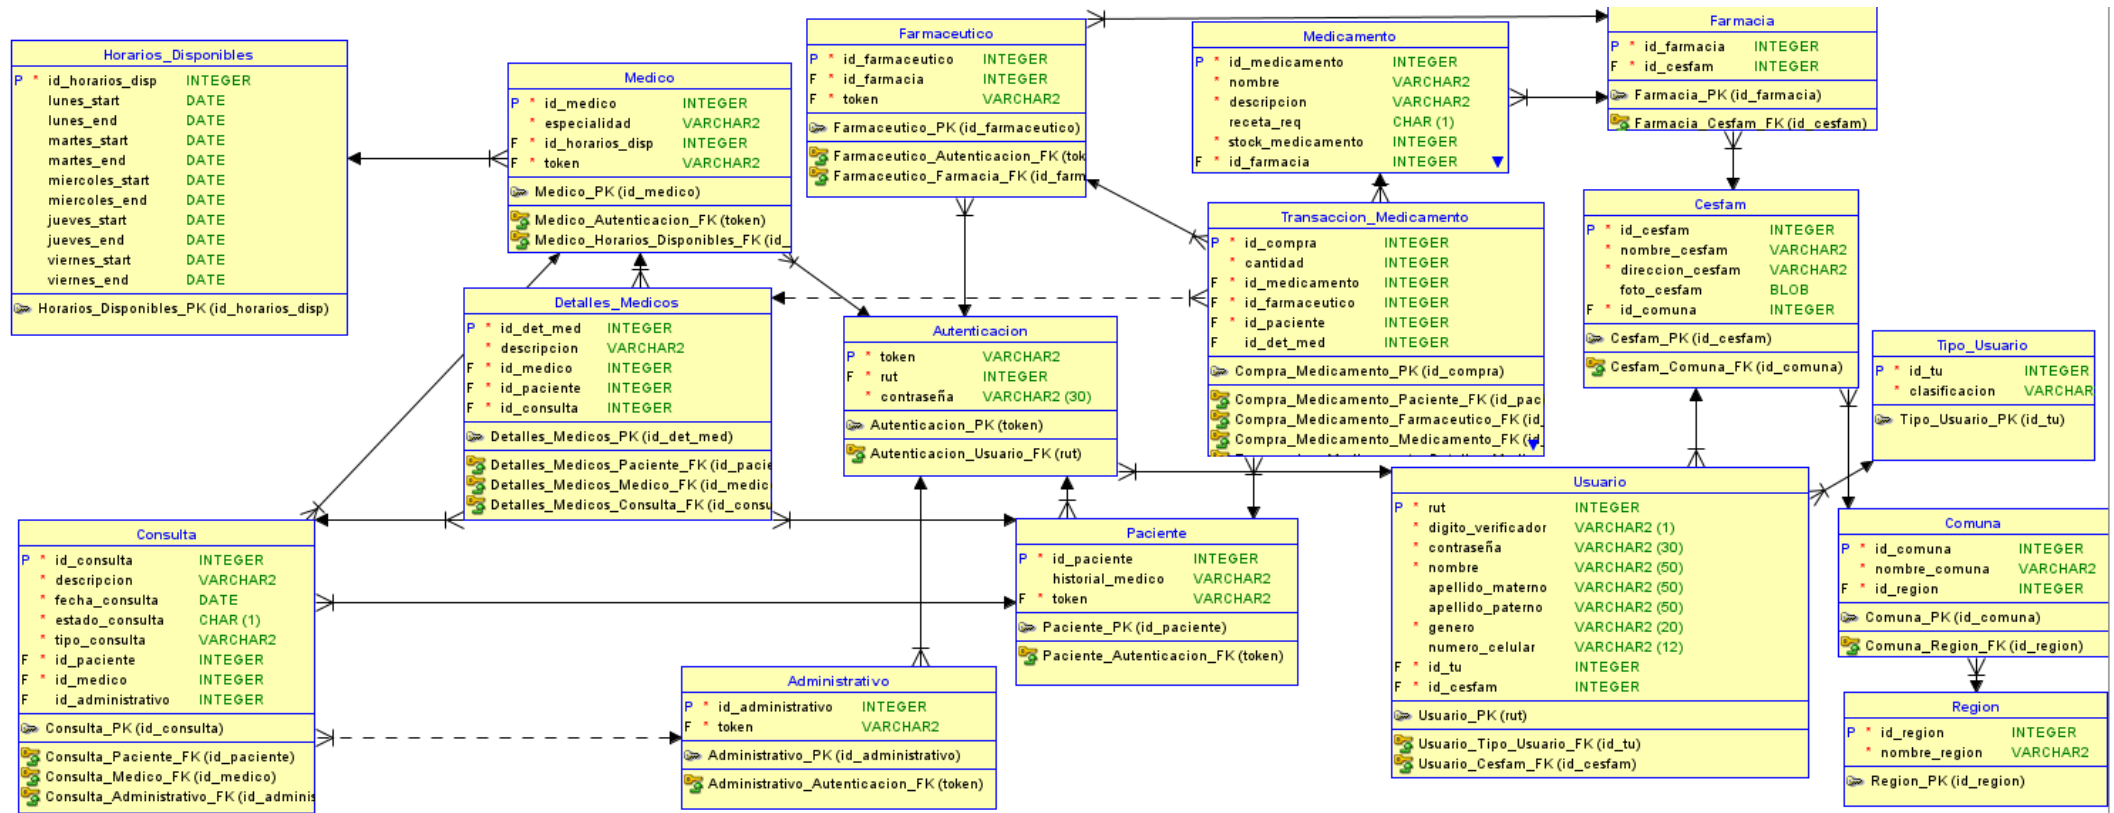 Horarios_Disponibles
P * id_horarios_disp INTEGER
lunes_start DATE
lunes_end DATE
martes_start DATE
martes_end DATE
miercoles_start DATE
miercoles_end DATE
jueves_start DATE
jueves_end DATE
viernes_start DATE
viernes_end DATE
Horarios_Disponibles_PK (id_horarios_disp)
Medico
P * id_medico INTEGER
* especialidad VARCHAR2
F * id_horarios_disp INTEGER
F * token VARCHAR2
Medico_PK (id_medico)
Medico_Autenticacion_FK (token)
Medico_Horarios_Disponibles_FK (id_
Farmaceutico
P * id_farmaceutico INTEGER
F * id_farmacia INTEGER
F * token VARCHAR2
Farmaceutico_PK (id_farmaceutico)
Farmaceutico_Autenticacion_FK (tok
Farmaceutico_Farmacia_FK (id_farm
Medicamento
P * id_medicamento INTEGER
* nombre VARCHAR2
* descripcion VARCHAR2
receta_req CHAR (1)
* stock_medicamento INTEGER
F * id_farmacia INTEGER
Farmacia
P * id_farmacia INTEGER
F * id_cesfam INTEGER
Farmacia_PK (id_farmacia)
Farmacia_Cesfam_FK (id_cesfam)
Detalles_Medicos
P * id_det_med INTEGER
* descripcion VARCHAR2
F * id_medico INTEGER
F * id_paciente INTEGER
F * id_consulta INTEGER
Detalles_Medicos_PK (id_det_med)
Detalles_Medicos_Paciente_FK (id_pacie
Detalles_Medicos_Medico_FK (id_medic
Detalles_Medicos_Consulta_FK (id_consu
Autenticacion
P * token VARCHAR2
F * rut INTEGER
* contraseña VARCHAR2 (30)
Autenticacion_PK (token)
Autenticacion_Usuario_FK (rut)
Transaccion_Medicamento
P * id_compra INTEGER
* cantidad INTEGER
F * id_medicamento INTEGER
F * id_farmaceutico INTEGER
F * id_paciente INTEGER
F id_det_med INTEGER
Compra_Medicamento_PK (id_compra)
Compra_Medicamento_Paciente_FK (id_pac
Compra_Medicamento_Farmaceutico_FK (id_
Compra_Medicamento_Medicamento_FK (id_
Cesfam
P * id_cesfam INTEGER
* nombre_cesfam VARCHAR2
* direccion_cesfam VARCHAR2
foto_cesfam BLOB
F * id_comuna INTEGER
Cesfam_PK (id_cesfam)
Cesfam_Comuna_FK (id_comuna)
Tipo_Usuario
P * id_tu INTEGER
* clasificacion VARCHAR
Tipo_Usuario_PK (id_tu)
Consulta
P * id_consulta INTEGER
* descripcion VARCHAR2
* fecha_consulta DATE
* estado_consulta CHAR (1)
* tipo_consulta VARCHAR2
F * id_paciente INTEGER
F * id_medico INTEGER
F id_administrativo INTEGER
Consulta_PK (id_consulta)
Consulta_Paciente_FK (id_paciente)
Consulta_Medico_FK (id_medico)
Consulta_Administrativo_FK (id_adminis
Administrativo
P * id_administrativo INTEGER
F * token VARCHAR2
Administrativo_PK (id_administrativo)
Administrativo_Autenticacion_FK (token)
Paciente
P * id_paciente INTEGER
historial_medico VARCHAR2
F * token VARCHAR2
Paciente_PK (id_paciente)
Paciente_Autenticacion_FK (token)
Usuario
P * rut INTEGER
* digito_verificador VARCHAR2 (1)
* contraseña VARCHAR2 (30)
* nombre VARCHAR2 (50)
apellido_materno VARCHAR2 (50)
apellido_paterno VARCHAR2 (50)
* genero VARCHAR2 (20)
numero_celular VARCHAR2 (12)
F * id_tu INTEGER
F * id_cesfam INTEGER
Usuario_PK (rut)
Usuario_Tipo_Usuario_FK (id_tu)
Usuario_Cesfam_FK (id_cesfam)
Comuna
P * id_comuna INTEGER
* nombre_comuna VARCHAR2
F * id_region INTEGER
Comuna_PK (id_comuna)
Comuna_Region_FK (id_region)
Region
P * id_region INTEGER
* nombre_region VARCHAR2
Region_PK (id_region)